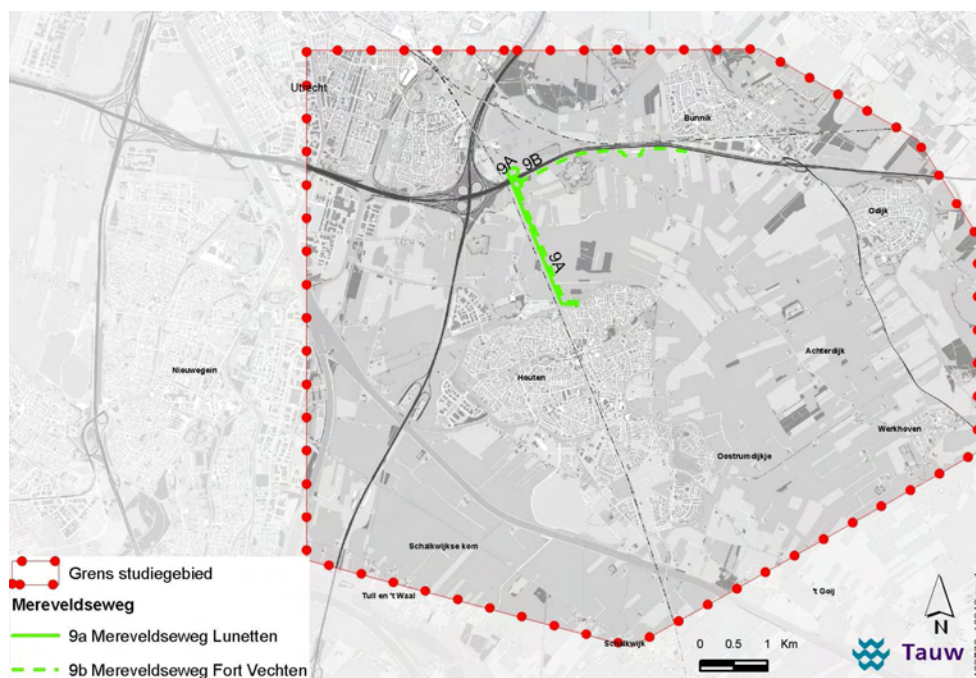 Utrecht
Bunnik
9A
9B
Odijk
9A
Achterdijk
Nieuwegein
Houten
Werkhoven
Oostrumdijkje
Schalkwijkse kom
Grens studiegebied
Tull en 't Waal
't Goij
Mereveldseweg
9a Mereveldseweg Lunetten
Schalkwijk
0 0.5 1 Km
N
Tauw
9b Mereveldseweg Fort Vechten